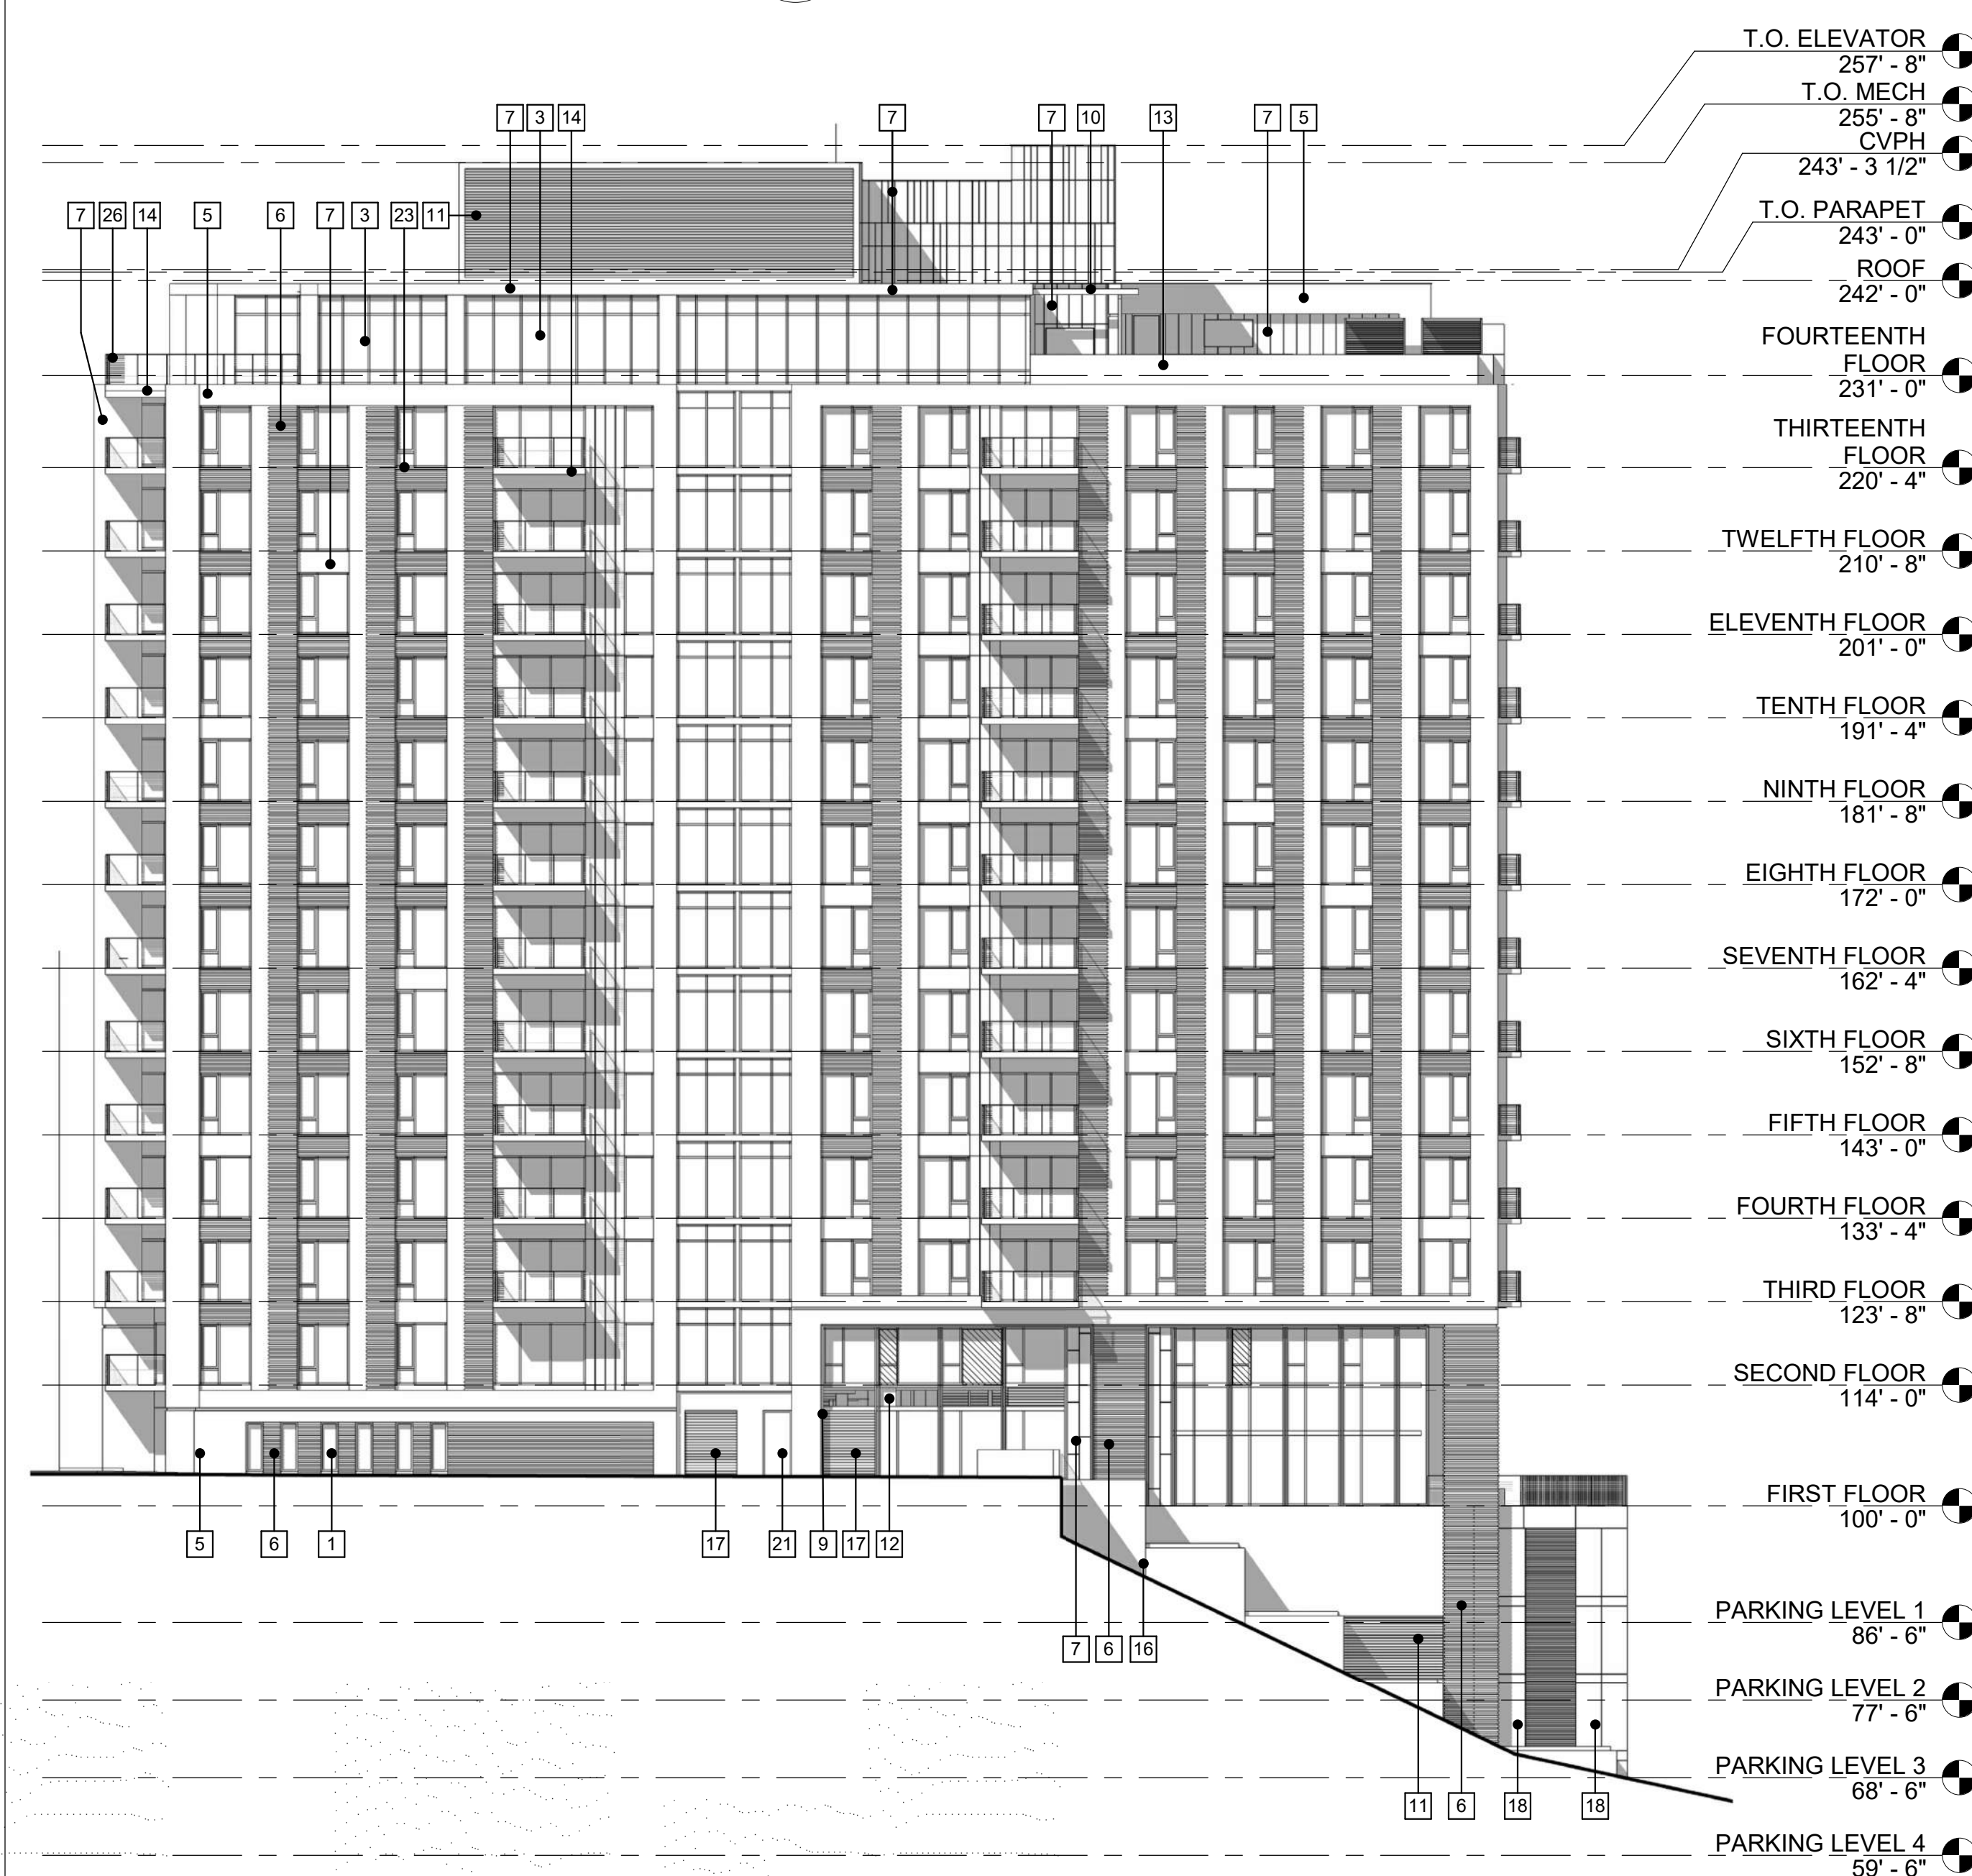 T.O. ELEVATOR
257' - 8"
T.O. MECH
255' - 8"
CVPH
243' - 3 1/2"
7 3 14 7 7 10 13 7 5
T.O. PARAPET
243' - 0"
7 26 14 5 6 7 3 23 11
ROOF
242' - 0"
FOURTEENTH
FLOOR
231' - 0"
THIRTEENTH
FLOOR
220' - 4"
TWELFTH FLOOR
210' - 8"
ELEVENTH FLOOR
201' - 0"
TENTH FLOOR
191' - 4"
NINTH FLOOR
181' - 8"
EIGHTH FLOOR
172' - 0"
SEVENTH FLOOR
162' - 4"
SIXTH FLOOR
152' - 8"
FIFTH FLOOR
143' - 0"
FOURTH FLOOR
133' - 4"
THIRD FLOOR
123' - 8"
SECOND FLOOR
114' - 0"
FIRST FLOOR
100' - 0"
5 6 1 17 21 9 17 12
PARKING LEVEL 1
86' - 6"
7 6 16
PARKING LEVEL 2
77' - 6"
PARKING LEVEL 3
68' - 6"
11 6 18 18
PARKING LEVEL 4
59' - 6"